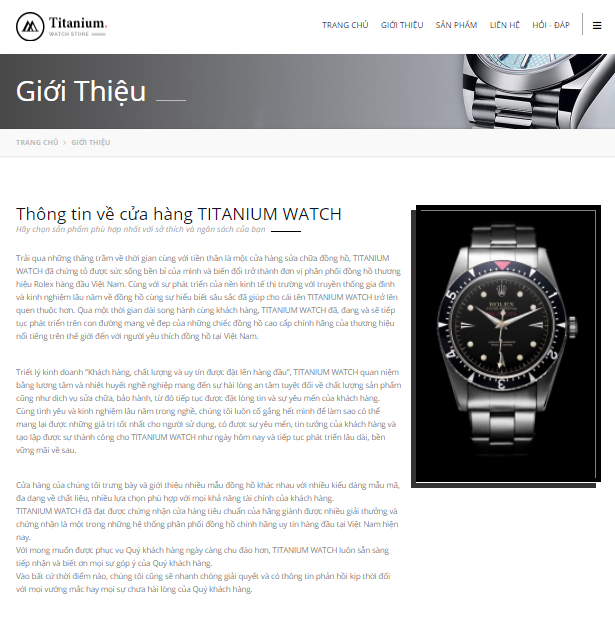 Titanium.
WATCH STORE
TRANG CHỦ GIỚI THIỆU SẢN PHẨM LIÊN HỆ HỎI - ĐÁP
Giới Thiệu
TRANG CHỦ > GIỚI THIỆU
Thông tin về cửa hàng TITANIUM WATCH
Hãy chọn sản phẩm phù hợp nhất với sở thích và ngân sách của bạn
Trải qua những thăng trầm về thời gian cùng với tiền thân là một cửa hàng sửa chữa đồng hồ, TITANIUM
WATCH đã chứng tỏ được sức sống bền bỉ của mình và biến đổi trở thành đơn vị phân phối đồng hồ thương
hiệu Rolex hàng đầu Việt Nam. Cùng với sự phát triển của nền kinh tế thị trường với truyền thống gia đình
và kinh nghiệm lâu năm về đồng hồ cùng sự hiểu biết sâu sắc đã giúp cho cái tên TITANIUM WATCH trở lên
quen thuộc hơn. Qua một thời gian dài song hành cùng khách hàng, TITANIUM WATCH đã, đang và sẽ tiếp
tục phát triển trên con đường mang vẻ đẹp của những chiếc đồng hồ cao cấp chính hãng của thương hiệu
nổi tiếng trên thế giới đến với người yêu thích đồng hồ tại Việt Nam.
Triết lý kinh doanh “Khách hàng, chất lượng và uy tín được đặt lên hàng đầu”, TITANIUM WATCH quan niệm
bằng lương tâm và nhiệt huyết nghề nghiệp mang đến sự hài lòng an tâm tuyệt đối về chất lượng sản phẩm
cũng như dịch vụ sửa chữa, bảo hành, từ đó tiếp tục được đặt lòng tin và sự yêu mến của khách hàng.
Cùng tình yêu và kinh nghiệm lâu năm trong nghề, chúng tôi luôn cố gắng hết mình để làm sao có thể
mang lại được những giá trị tốt nhất cho người sử dụng, có được sự yêu mến, tin tưởng của khách hàng và
tạo lập được sự thành công cho TITANIUM WATCH như ngày hôm nay và tiếp tục phát triển lâu dài, bền
vững mãi về sau.
Cửa hàng của chúng tôi trưng bày và giới thiệu nhiều mẫu đồng hồ khác nhau với nhiều kiểu dáng mẫu mã,
đa dạng về chất liệu, nhiều lựa chọn phù hợp với mọi khả năng tài chính của khách hàng.
TITANIUM WATCH đã đạt được chứng nhận cửa hàng tiêu chuẩn của hãng giành được nhiều giải thưởng và
chứng nhận là một trong những hệ thống phân phối đồng hồ chính hãng uy tín hàng đầu tại Việt Nam hiện
nay.
Với mong muốn được phục vụ Quý khách hàng ngày càng chu đáo hơn, TITANIUM WATCH luôn sẵn sàng
tiếp nhận và biết ơn mọi sự góp ý của Quý khách hàng.
Vào bất cứ thời điểm nào, chúng tôi cũng sẽ nhanh chóng giải quyết và có thông tin phản hồi kịp thời đối
với mọi vướng mắc hay mọi sự chưa hài lòng của Quý khách hàng.
ROLEX